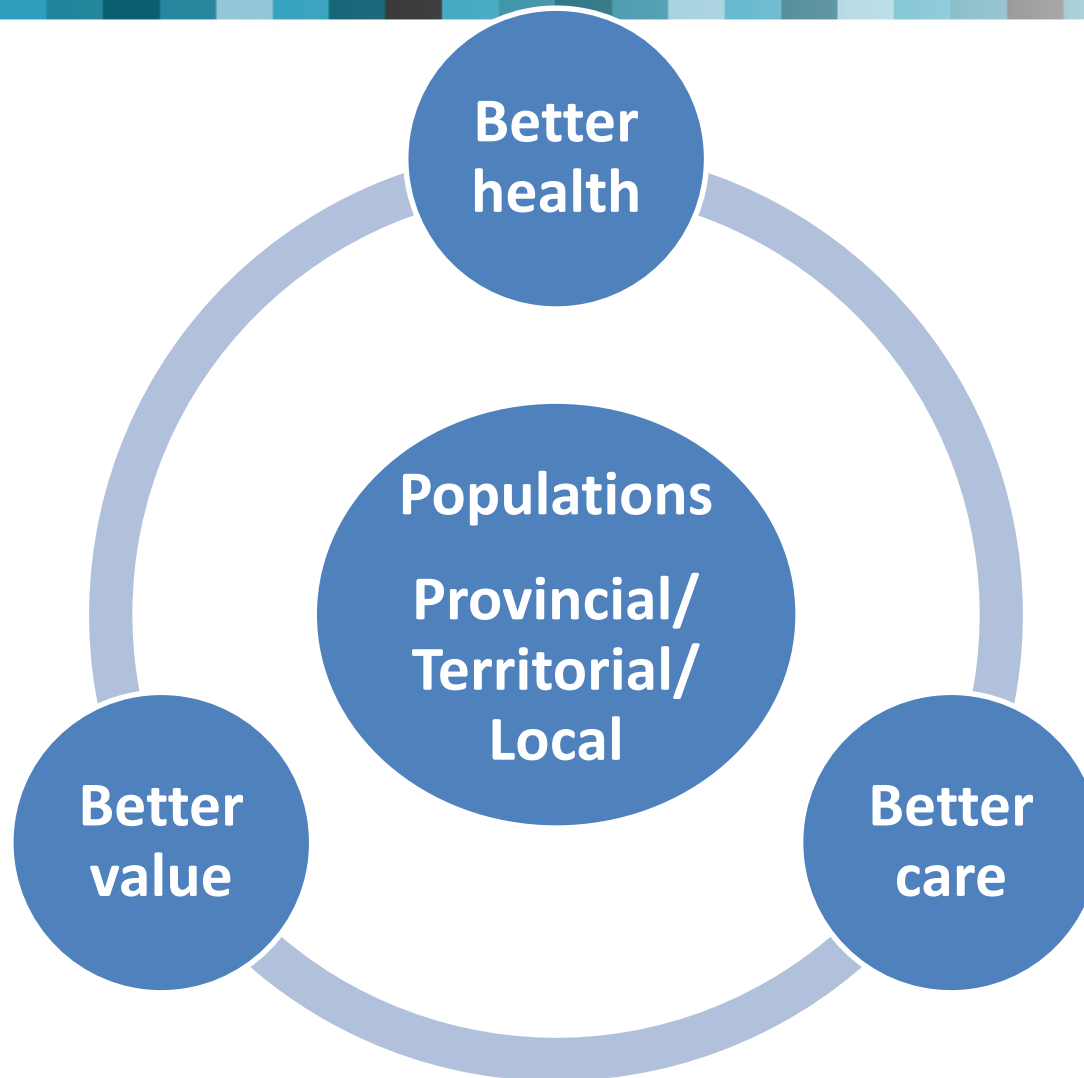 Better
health
Populations
Provincial/
Territorial/
Local
Better
value
Better
care